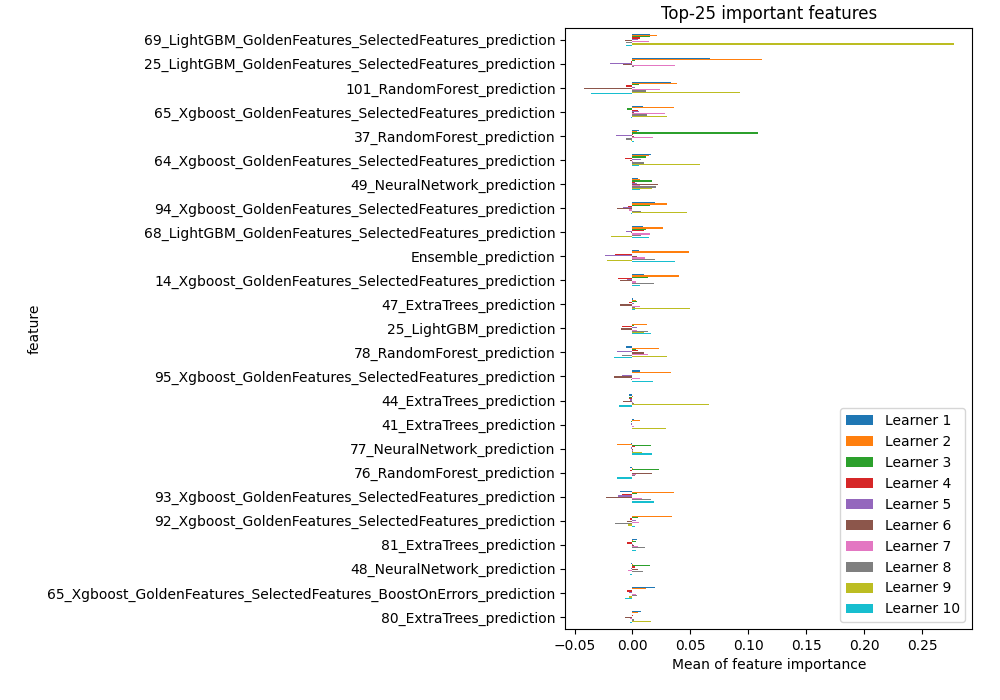 Top-25 important features
69_LightGBM_GoldenFeatures_SelectedFeatures_prediction
25_LightGBM_GoldenFeatures_SelectedFeatures_prediction
101_RandomForest_prediction
65_Xgboost_GoldenFeatures_SelectedFeatures_prediction
37_RandomForest_prediction
64_Xgboost_GoldenFeatures_SelectedFeatures_prediction
49_NeuralNetwork_prediction
94_Xgboost_GoldenFeatures_SelectedFeatures_prediction
68_LightGBM_GoldenFeatures_SelectedFeatures_prediction
Ensemble_prediction
14_Xgboost_GoldenFeatures_SelectedFeatures_prediction
47_ExtraTrees_prediction
25_LightGBM_prediction
78_RandomForest_prediction
95_Xgboost_GoldenFeatures_SelectedFeatures_prediction
44_ExtraTrees_prediction
41_ExtraTrees_prediction
77_NeuralNetwork_prediction
76_RandomForest_prediction
93_Xgboost_GoldenFeatures_SelectedFeatures_prediction
92_Xgboost_GoldenFeatures_SelectedFeatures_prediction
81_ExtraTrees_prediction
48_NeuralNetwork_prediction
65_Xgboost_GoldenFeatures_SelectedFeatures_BoostOnErrors_prediction
80_ExtraTrees_prediction
feature
Learner 1
Learner 2
Learner 3
Learner 4
Learner 5
Learner 6
Learner 7
Learner 8
Learner 9
Learner 10
−0.05 0.00 0.05 0.10 0.15 0.20 0.25
Mean of feature importance